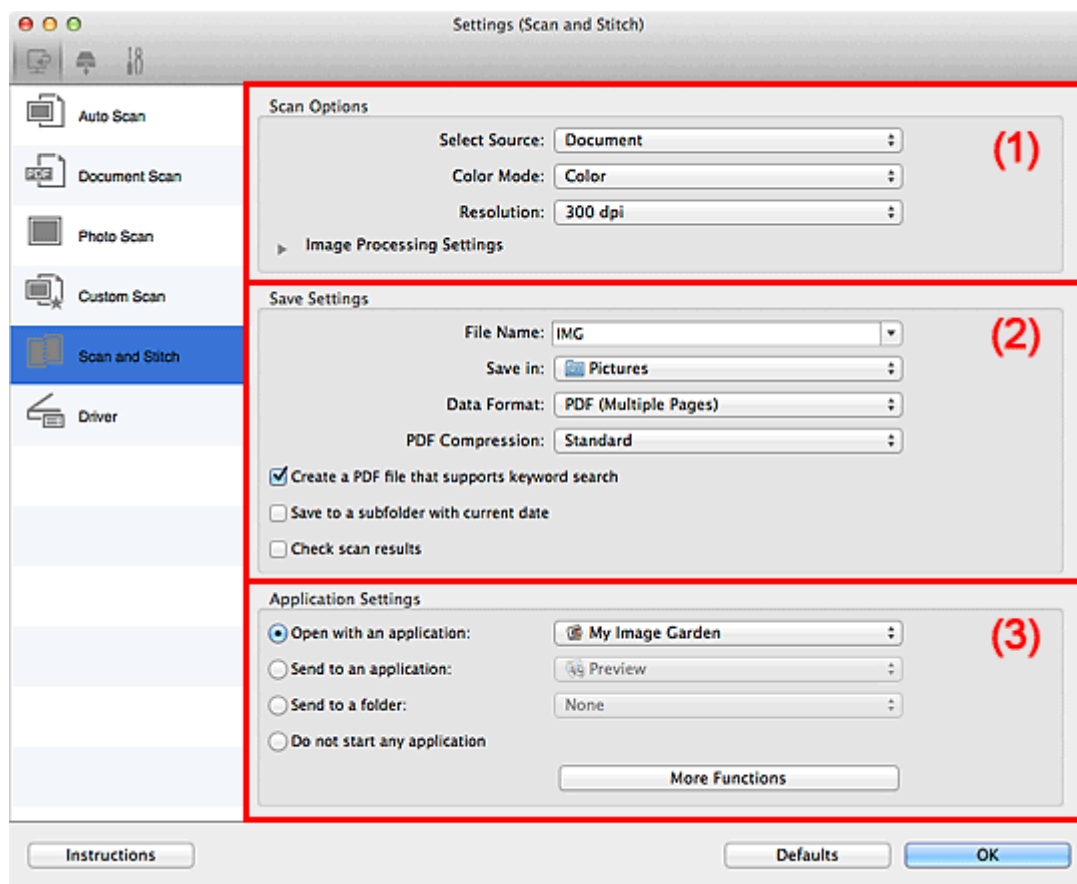 Settings (Scan and Stitch)
Auto Scan
Document Scan
Photo Scan
Custom Scan
Scan and Stitch
Driver
Scan Options
(1)
Select Source: Document
Color Mode: Color
Resolution: 300 dpi
Image Processing Settings
Save Settings
(2)
File Name: IMG
Save in: Pictures
Data Format: PDF (Multiple Pages)
PDF Compression: Standard
Create a PDF file that supports keyword search
Save to a subfolder with current date
Check scan results
Application Settings
(3)
Open with an application: My Image Garden
Send to an application: Preview
Send to a folder: None
Do not start any application
More Functions
Instructions
Defaults
OK